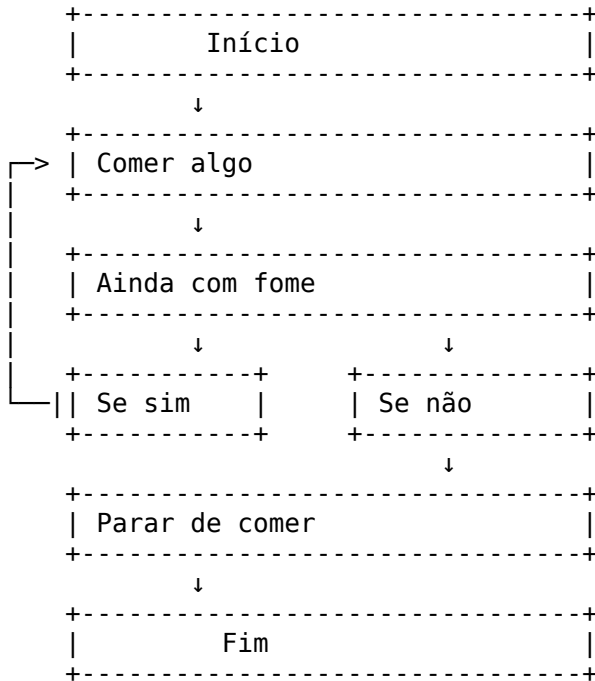 Início
Comer algo
Ainda com fome
Se sim
Se não
Parar de comer
Fim